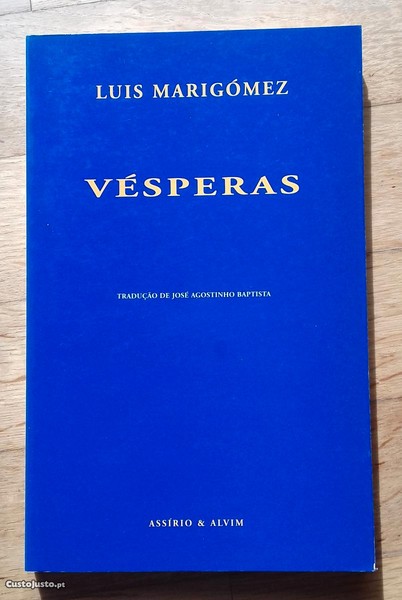 LUIS MARIGÓMEZ
VÉSPERAS
TRADUÇÃO DE JOSÉ AGOSTINHO BAPTISTA
ASSÍRIO & ALVIM
CustoJusto.pt